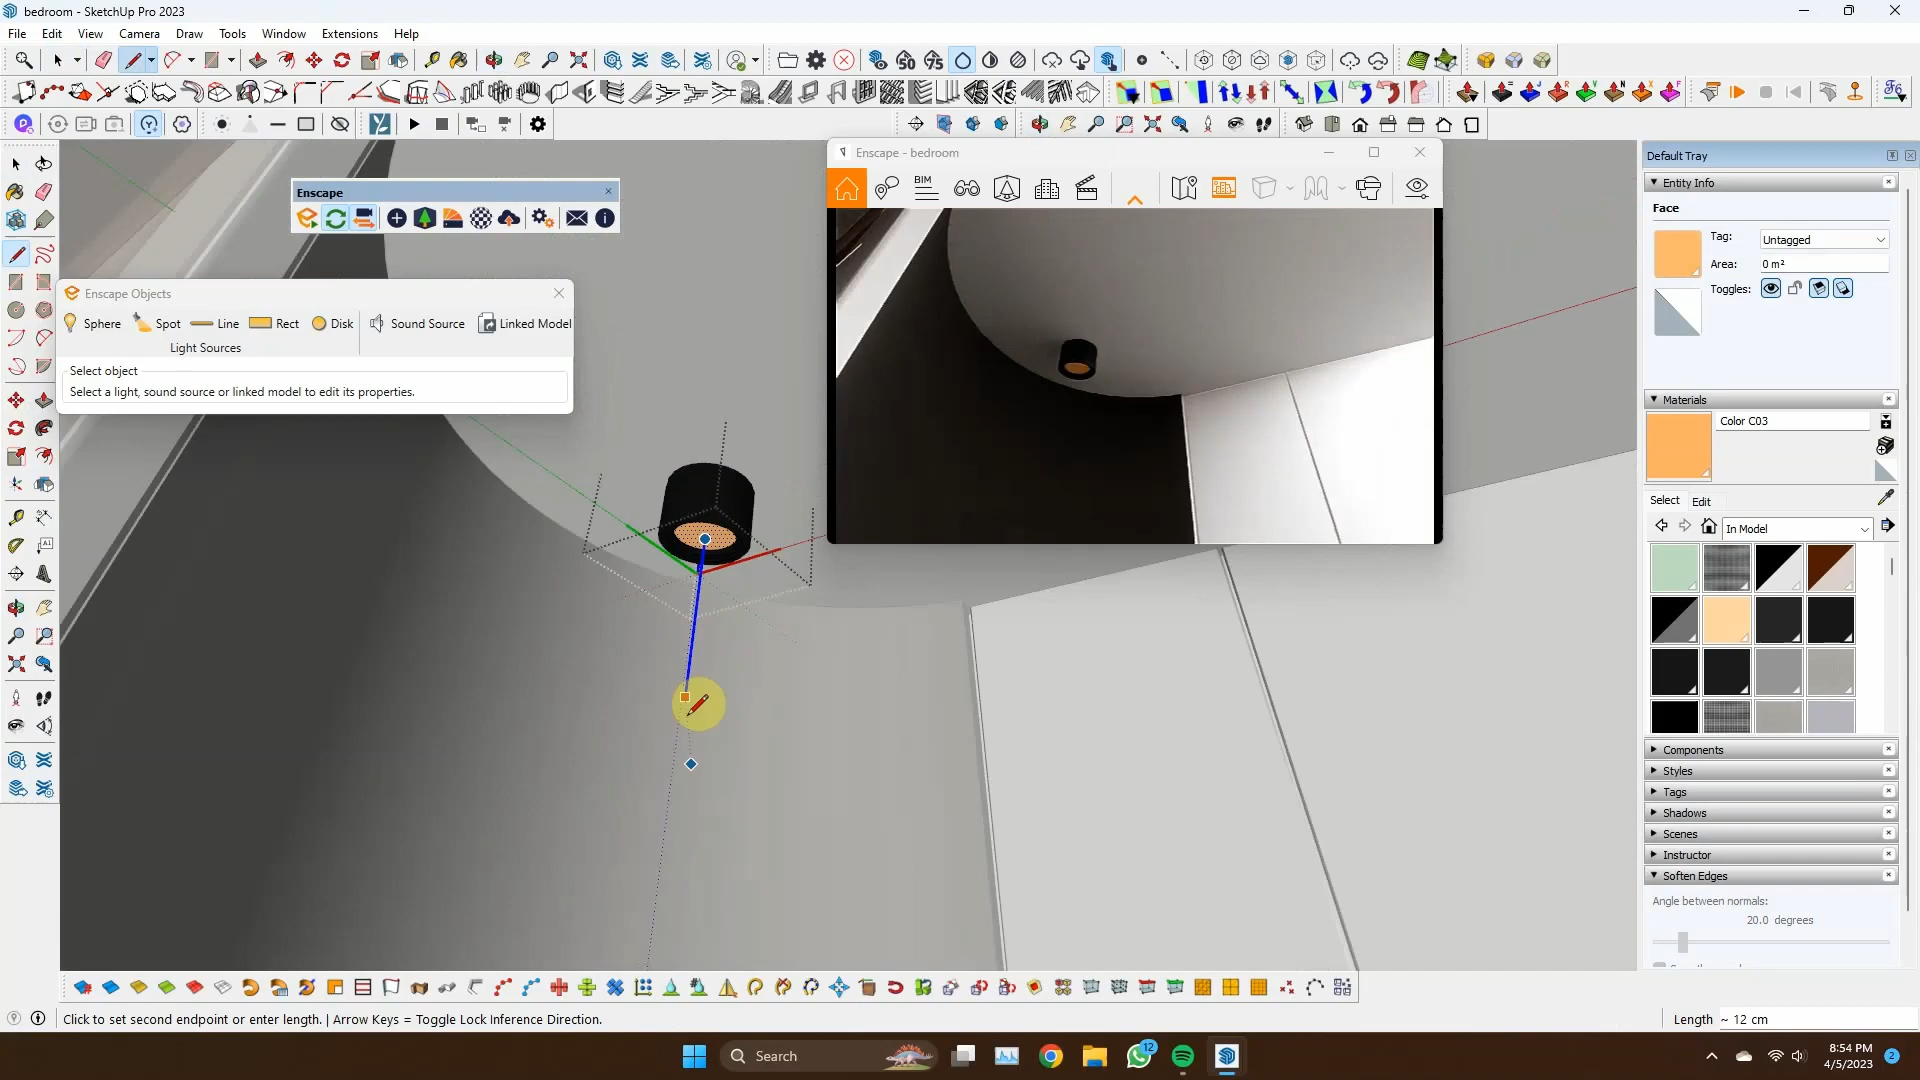 bedroom - SketchUp Pro 2023
File Edit View Camera Draw Tools Window Extensions Help
Enscape - bedroom
BIM
Enscape
Enscape Objects
Sphere Spot Line Rect Disk Sound Source Linked Model
Light Sources
Select object
Select a light, sound source or linked model to edit its properties.
Default Tray
Entity Info
Face
Tag: Untagged
Area: 0 m²
Toggles:
Materials
Color C03
Select Edit
In Model
Components
Styles
Tags
Shadows
Scenes
Instructor
Soften Edges
Angle between normals:
20.0 degrees
Click to set second endpoint or enter length. | Arrow Keys = Toggle Lock Inference Direction.
Length ~ 12 cm
Search
12
8:54 PM
4/5/2023
2